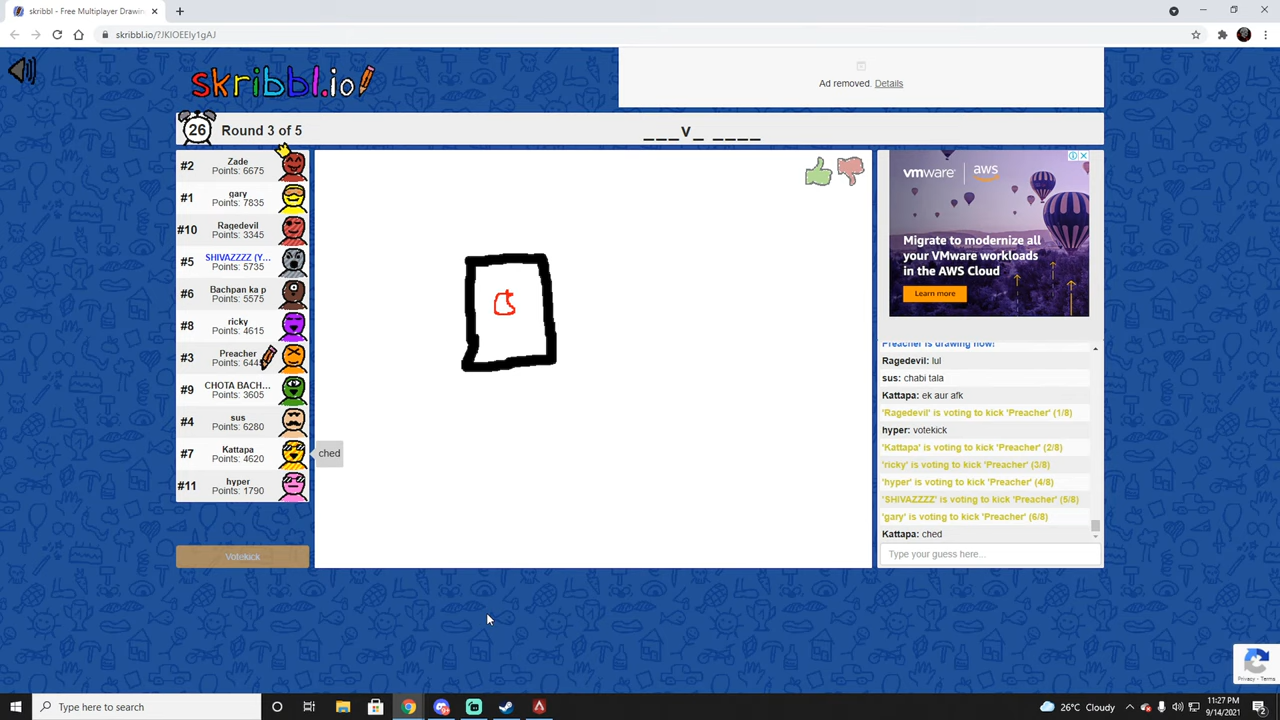 skribbl - Free Multiplayer Drawin
skribbl.io/?JKIOEEIy1gAJ
skribbl.io
Ad removed. Details
26
Round 3 of 5
___V_ ____
#2
Zade
Points: 6675
#1
gary
Points: 7835
#10
Ragedevil
Points: 3345
#5
SHIVAZZZZ (Y...
Points: 5735
#6
Bachpan ka p
Points: 5575
#8
ricky
Points: 4615
#3
Preacher
Points: 644
#9
CHOTA BACH...
Points: 3605
#4
sus
Points: 6280
#7
Kattapa
Points: 4620
ched
#11
hyper
Points: 1790
Votekick
vmware | aws
Migrate to modernize all
your VMware workloads
in the AWS Cloud
Learn more
Preacher is drawing now!
Ragedevil: lul
sus: chabi tala
Kattapa: ek aur afk
'Ragedevil' is voting to kick 'Preacher' (1/8)
hyper: votekick
'Kattapa' is voting to kick 'Preacher' (2/8)
'ricky' is voting to kick 'Preacher' (3/8)
'hyper' is voting to kick 'Preacher' (4/8)
'SHIVAZZZZ' is voting to kick 'Preacher' (5/8)
'gary' is voting to kick 'Preacher' (6/8)
Kattapa: ched
Type your guess here...
Privacy - Terms
Type here to search
26°C Cloudy
11:27 PM
9/14/2021
2